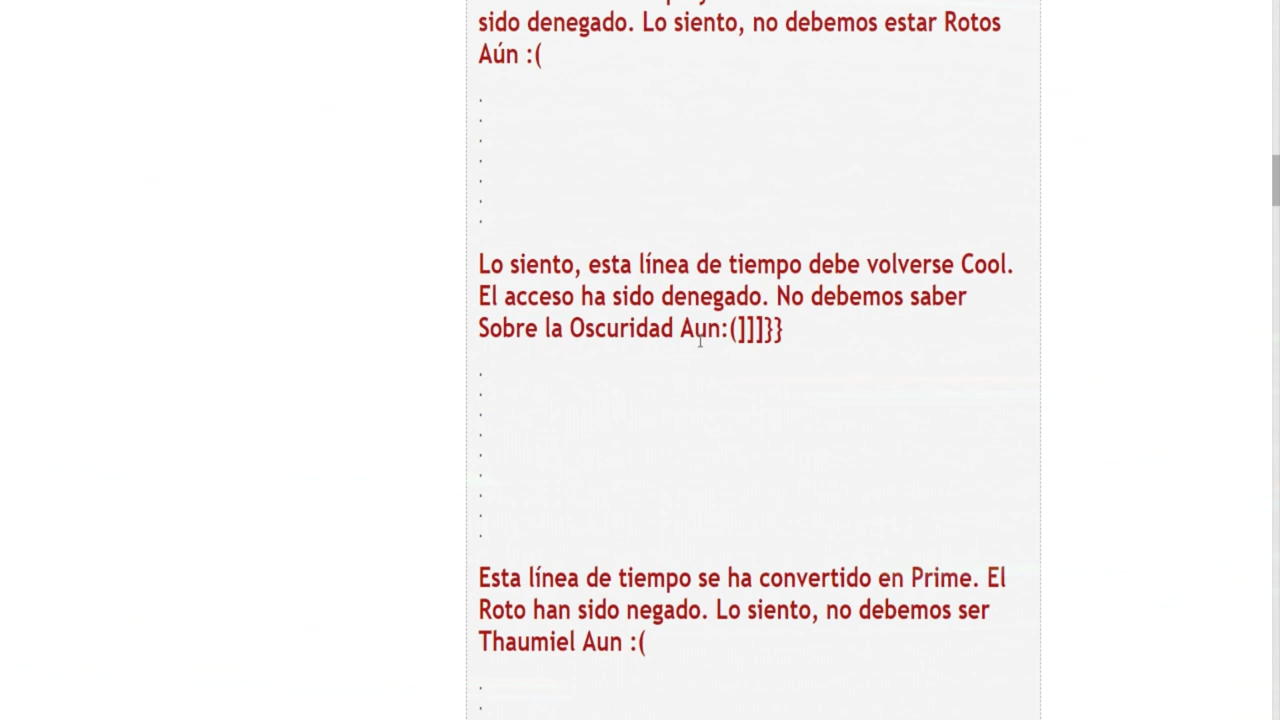 sido denegado. Lo siento, no debemos estar Rotos
Aún :(
.
.
.
.
.
.
.
Lo siento, esta línea de tiempo debe volverse Cool.
El acceso ha sido denegado. No debemos saber
Sobre la Oscuridad Aun:(]]]}}
.
.
.
.
.
.
.
.
.
Esta línea de tiempo se ha convertido en Prime. El
Roto han sido negado. Lo siento, no debemos ser
Thaumiel Aun :(
.
.